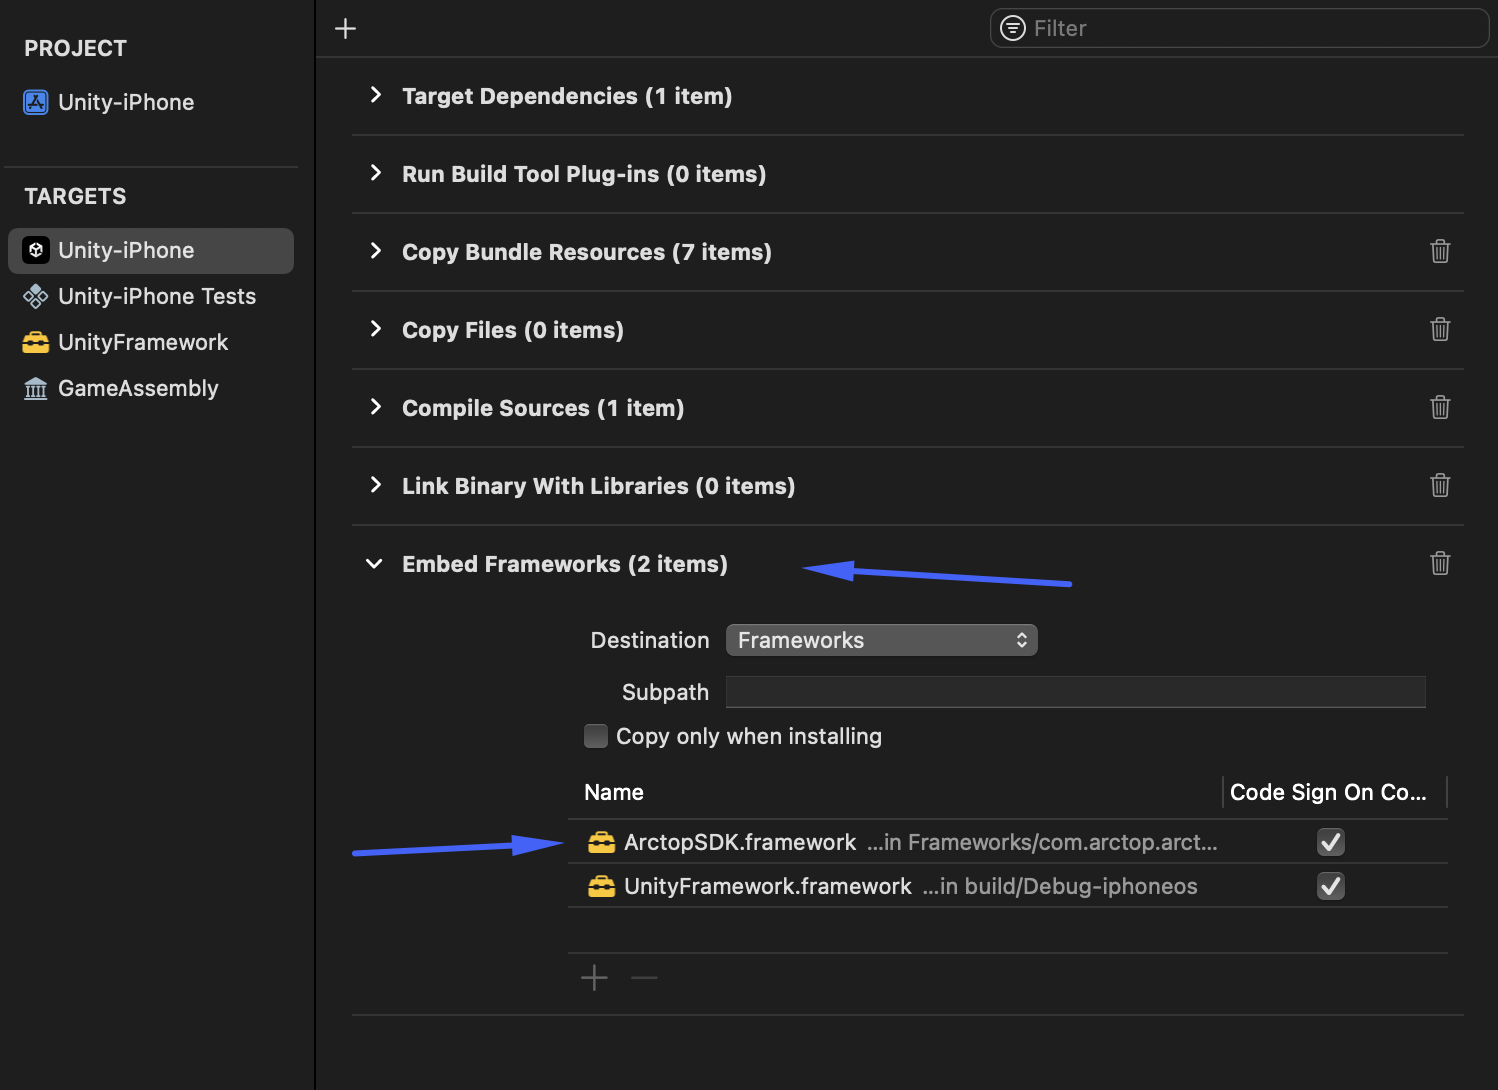 PROJECT
Unity-iPhone
TARGETS
Unity-iPhone
Unity-iPhone Tests
UnityFramework
GameAssembly
Filter
Target Dependencies (1 item)
Run Build Tool Plug-ins (0 items)
Copy Bundle Resources (7 items)
Copy Files (0 items)
Compile Sources (1 item)
Link Binary With Libraries (0 items)
Embed Frameworks (2 items)
Destination Frameworks
Subpath
Copy only when installing
Name Code Sign On Co...
ArctopSDK.framework ...in Frameworks/com.arctop.arct...
UnityFramework.framework ...in build/Debug-iphoneos